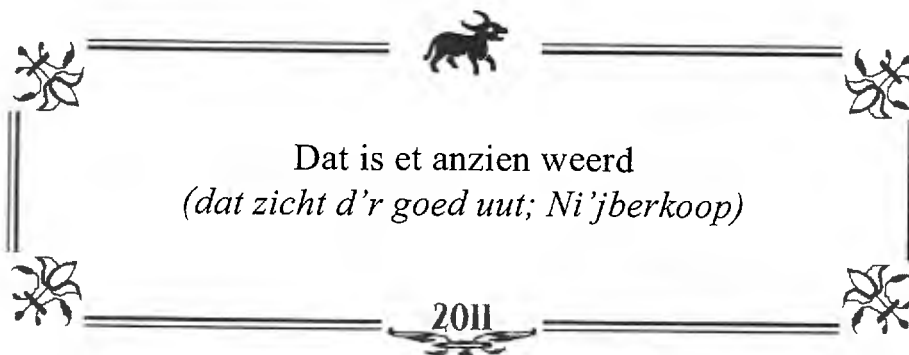 Dat is et anzien weerd
(dat zicht d'r goed uut; Ni'jberkoop)
2011